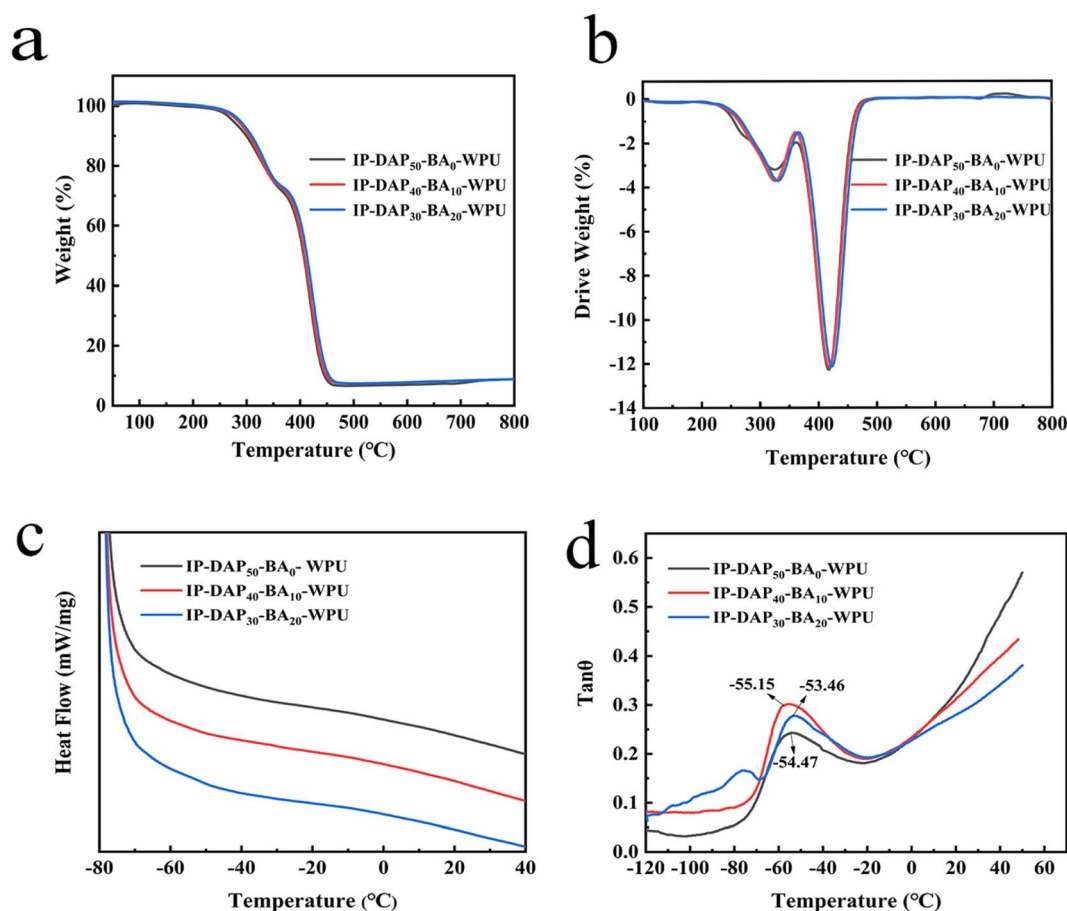 a
100
80
60
40
20
0
Weight (%)
IP-DAP₅₀-BA₀-WPU
IP-DAP₄₀-BA₁₀-WPU
IP-DAP₃₀-BA₂₀-WPU
100 200 300 400 500 600 700 800
Temperature (℃)
b
0
-2
-4
-6
-8
-10
-12
-14
Drive Weight (%)
IP-DAP₅₀-BA₀-WPU
IP-DAP₄₀-BA₁₀-WPU
IP-DAP₃₀-BA₂₀-WPU
100 200 300 400 500 600 700 800
Temperature (℃)
c
Heat Flow (mW/mg)
IP-DAP₅₀-BA₀- WPU
IP-DAP₄₀-BA₁₀-WPU
IP-DAP₃₀-BA₂₀-WPU
-80 -60 -40 -20 0 20 40
Temperature (℃)
d
0.6
0.5
0.4
0.3
0.2
0.1
0.0
Tanθ
IP-DAP₅₀-BA₀-WPU
IP-DAP₄₀-BA₁₀-WPU
IP-DAP₃₀-BA₂₀-WPU
-55.15
-53.46
-54.47
-120 -100 -80 -60 -40 -20 0 20 40 60
Temperature (℃)